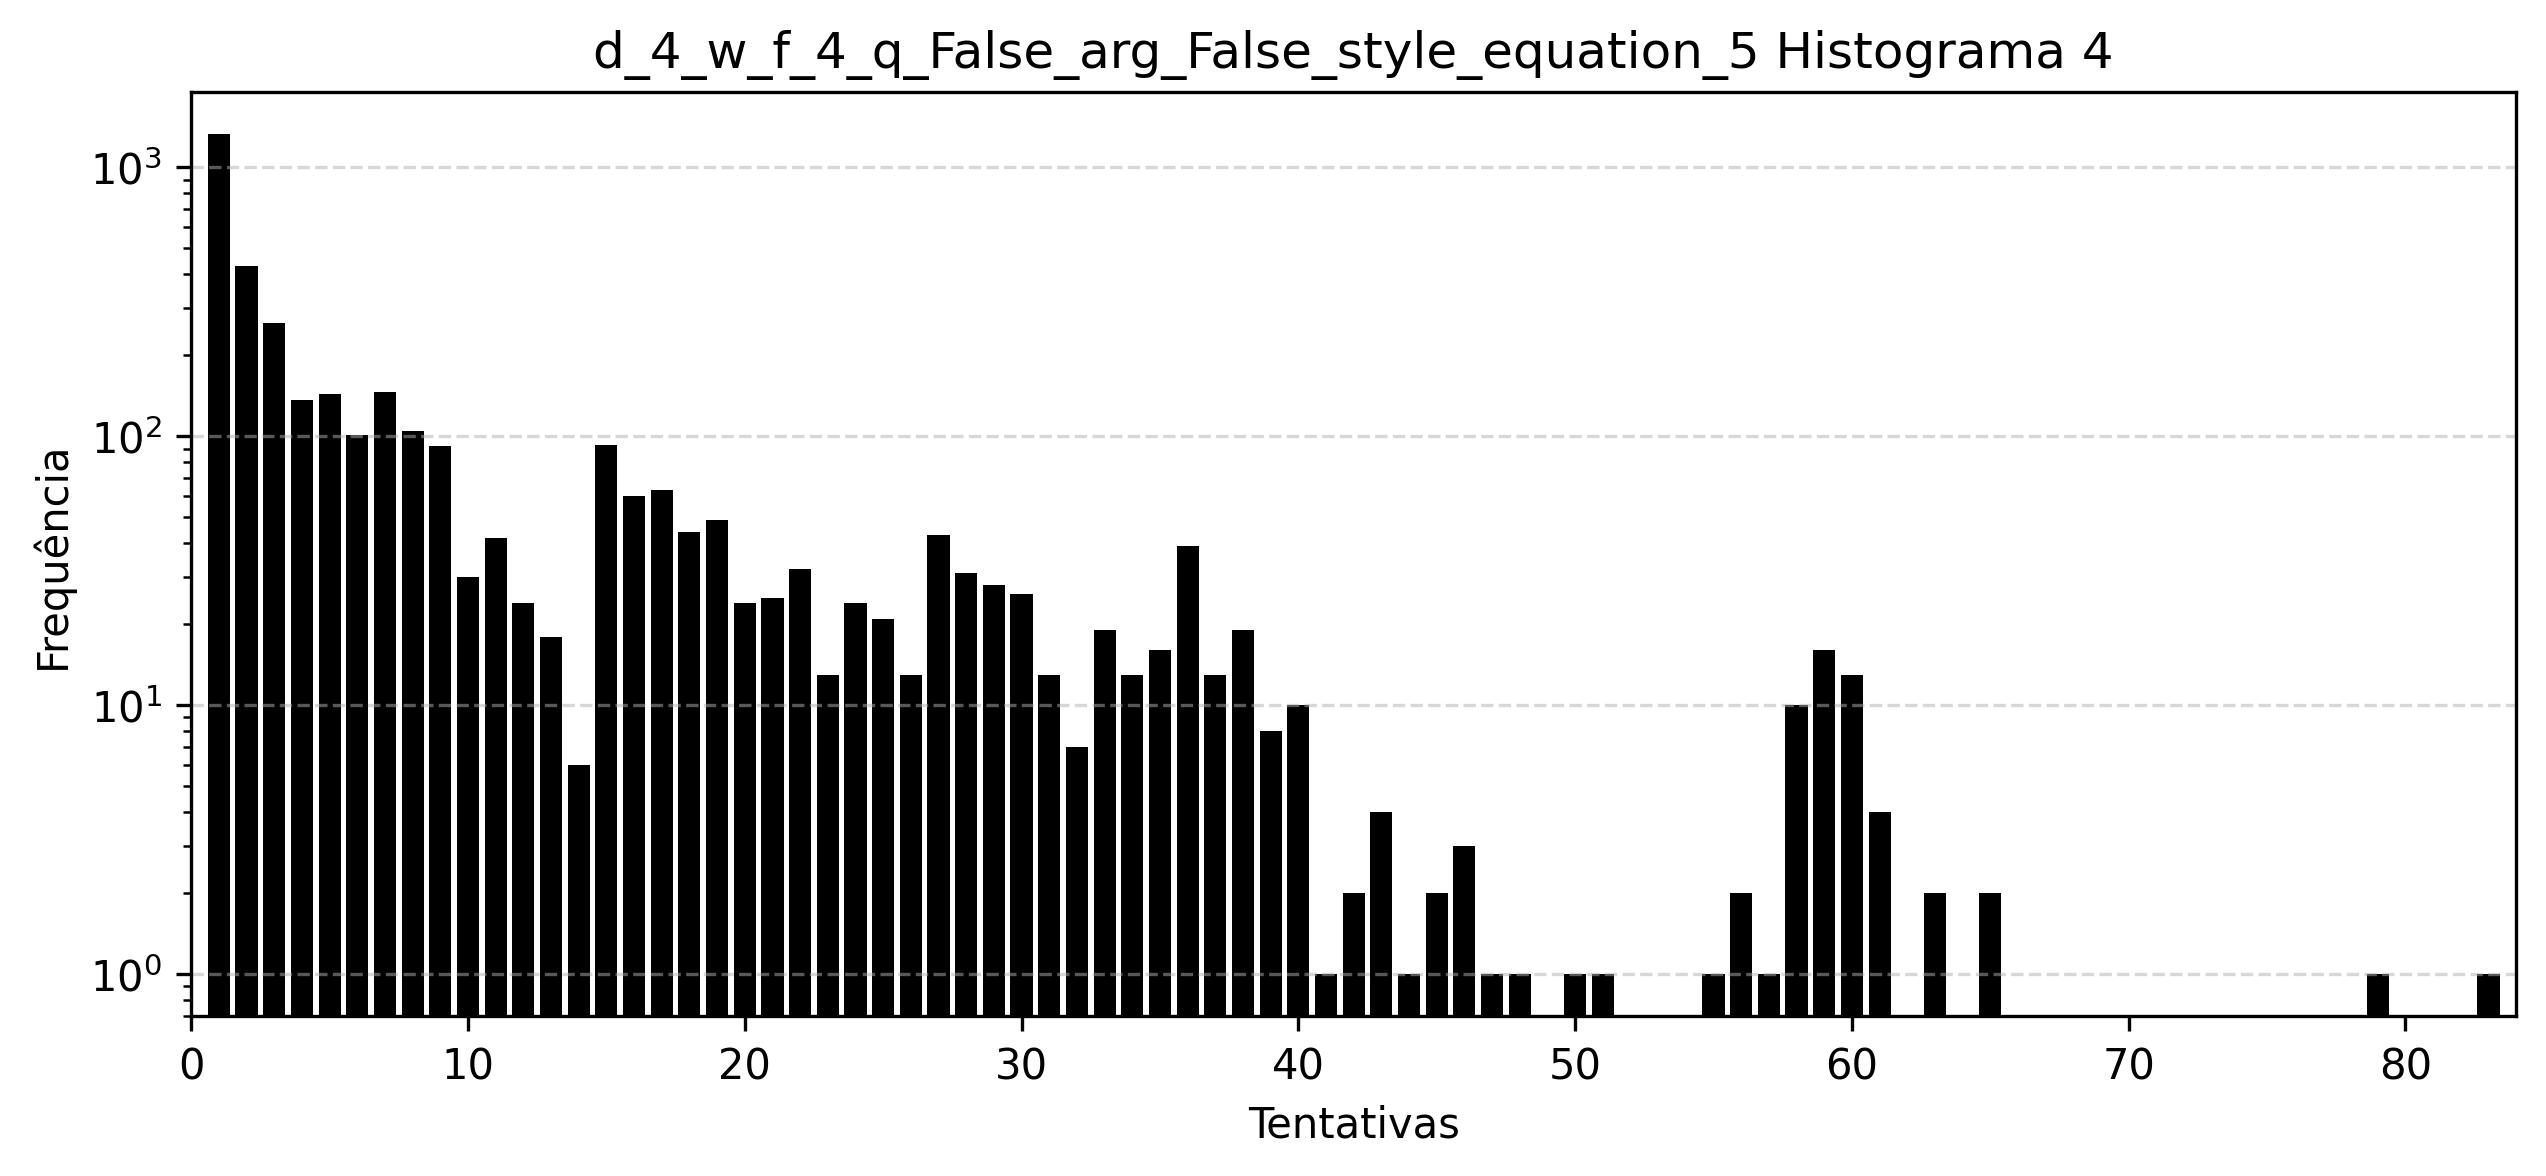 d_4_w_f_4_q_False_arg_False_style_equation_5 Histograma 4
Frequência
10³
10²
10¹
10⁰
0 10 20 30 40 50 60 70 80
Tentativas